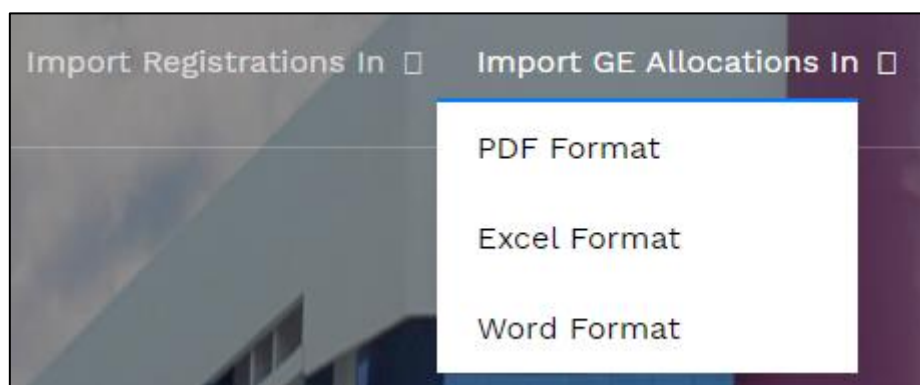 Import Registrations In
Import GE Allocations In
PDF Format
Excel Format
Word Format